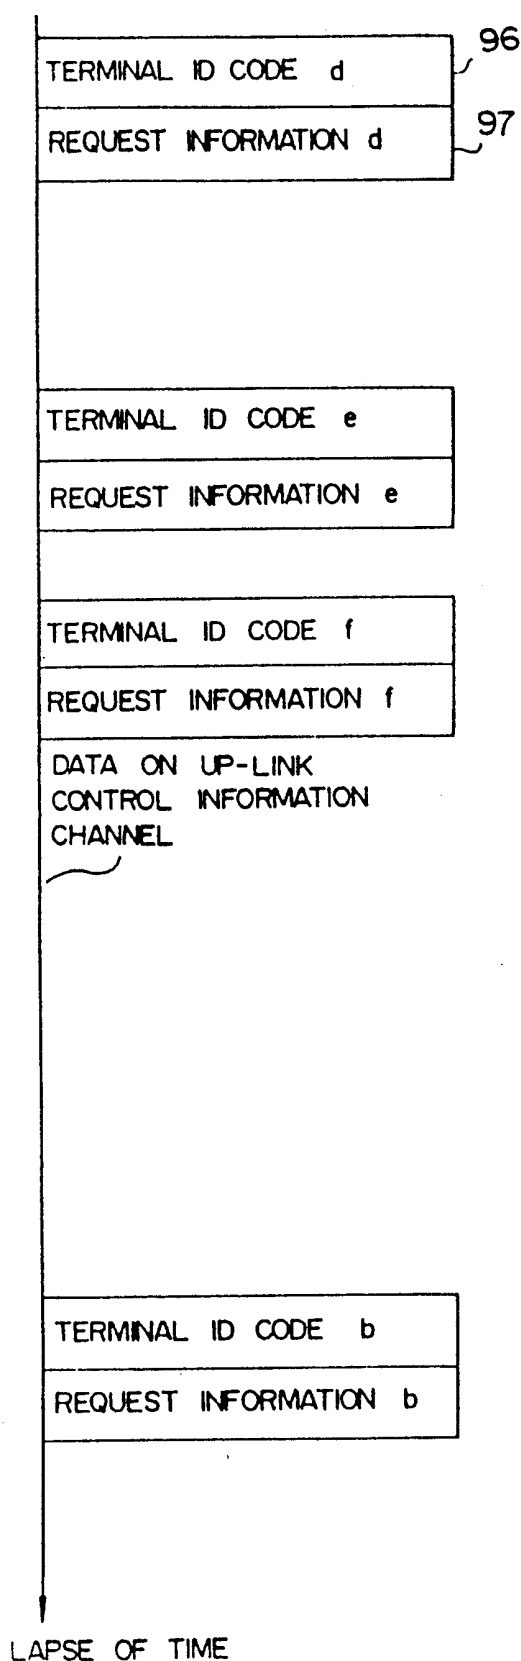 TERMINAL ID CODE d
96
REQUEST INFORMATION d
97
TERMINAL ID CODE e
REQUEST INFORMATION e
TERMINAL ID CODE f
REQUEST INFORMATION f
DATA ON UP-LINK
CONTROL INFORMATION
CHANNEL
TERMINAL ID CODE b
REQUEST INFORMATION b
LAPSE OF TIME